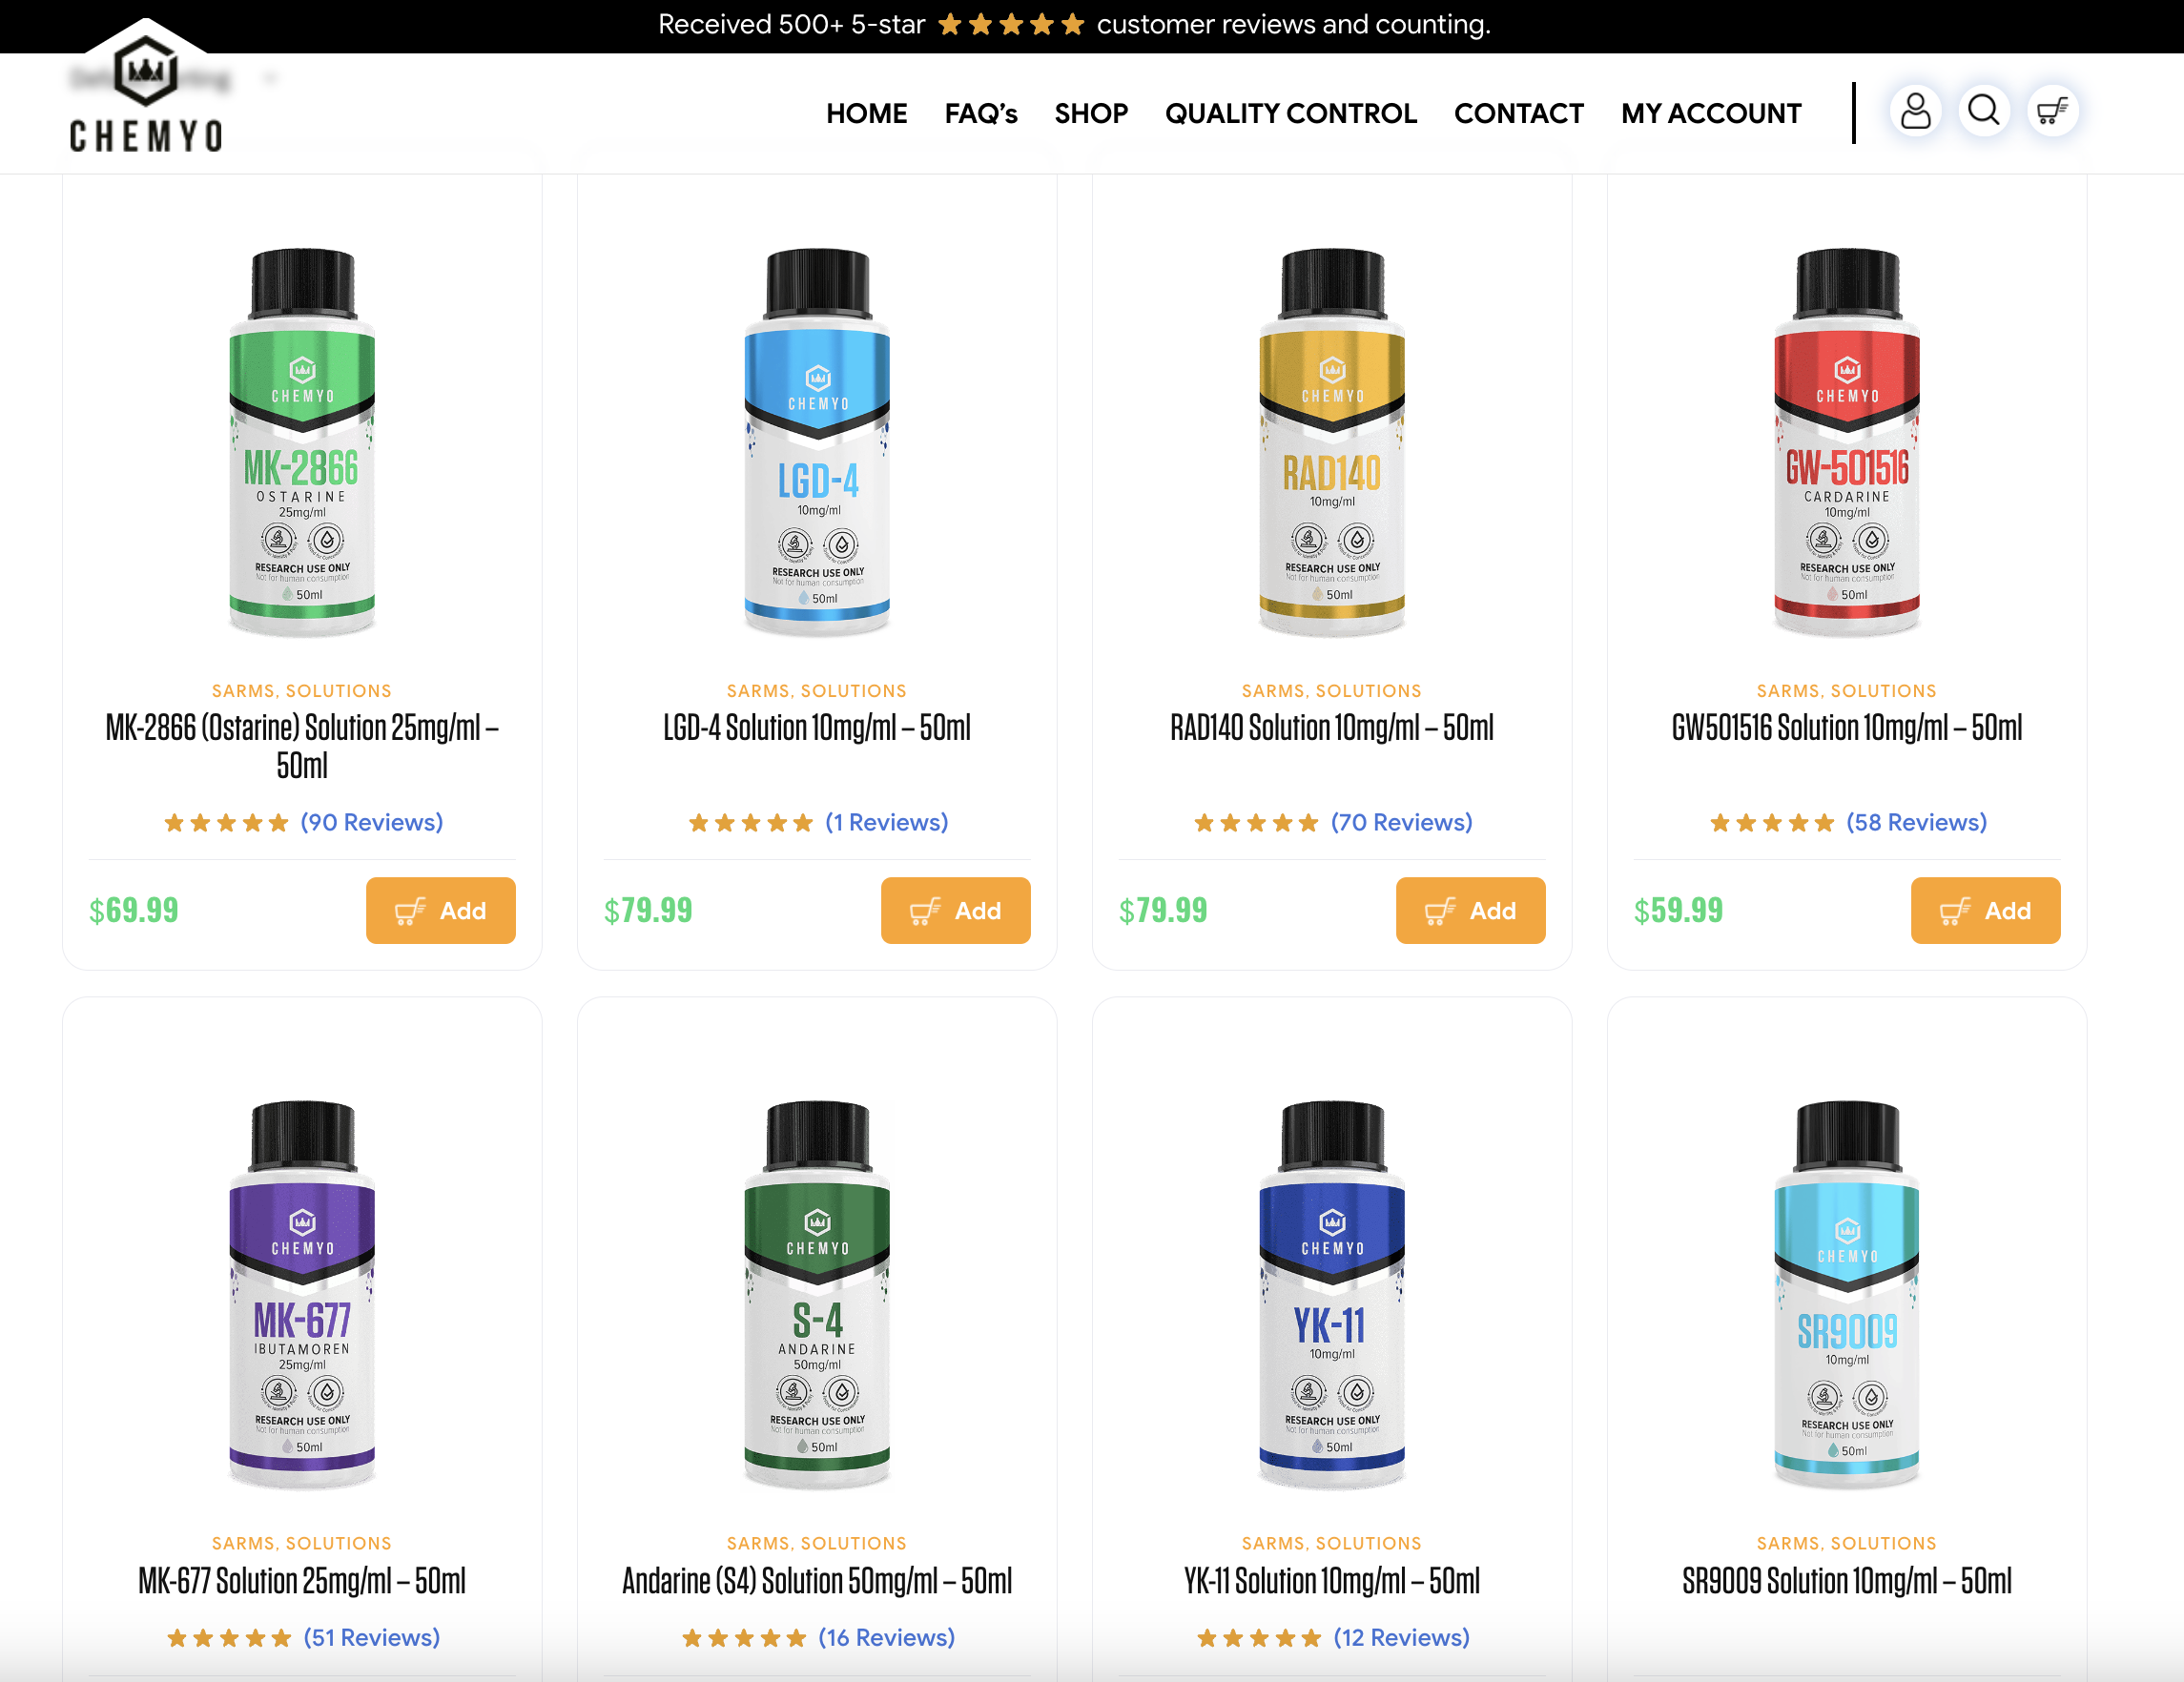 Received 500+ 5-star ★★★★★ customer reviews and counting.
CHEMYO
HOME FAQ's SHOP QUALITY CONTROL CONTACT MY ACCOUNT
CHEMYO
MK-2866
OSTARINE
25mg/ml
RESEARCH USE ONLY
Not for human consumption
50ml
CHEMYO
LGD-4
10mg/ml
RESEARCH USE ONLY
Not for human consumption
50ml
CHEMYO
RAD140
10mg/ml
RESEARCH USE ONLY
Not for human consumption
50ml
CHEMYO
GW-501516
CARDARINE
10mg/ml
RESEARCH USE ONLY
Not for human consumption
50ml
SARMS, SOLUTIONS
MK-2866 (Ostarine) Solution 25mg/ml –
50ml
★★★★★ (90 Reviews)
$69.99 Add
SARMS, SOLUTIONS
LGD-4 Solution 10mg/ml – 50ml
★★★★★ (1 Reviews)
$79.99 Add
SARMS, SOLUTIONS
RAD140 Solution 10mg/ml – 50ml
★★★★★ (70 Reviews)
$79.99 Add
SARMS, SOLUTIONS
GW501516 Solution 10mg/ml – 50ml
★★★★★ (58 Reviews)
$59.99 Add
CHEMYO
MK-677
IBUTAMOREN
25mg/ml
RESEARCH USE ONLY
Not for human consumption
50ml
CHEMYO
S-4
ANDARINE
50mg/ml
RESEARCH USE ONLY
Not for human consumption
50ml
CHEMYO
YK-11
10mg/ml
RESEARCH USE ONLY
Not for human consumption
50ml
CHEMYO
SR9009
10mg/ml
RESEARCH USE ONLY
Not for human consumption
50ml
SARMS, SOLUTIONS
MK-677 Solution 25mg/ml – 50ml
★★★★★ (51 Reviews)
SARMS, SOLUTIONS
Andarine (S4) Solution 50mg/ml – 50ml
★★★★★ (16 Reviews)
SARMS, SOLUTIONS
YK-11 Solution 10mg/ml – 50ml
★★★★★ (12 Reviews)
SARMS, SOLUTIONS
SR9009 Solution 10mg/ml – 50ml